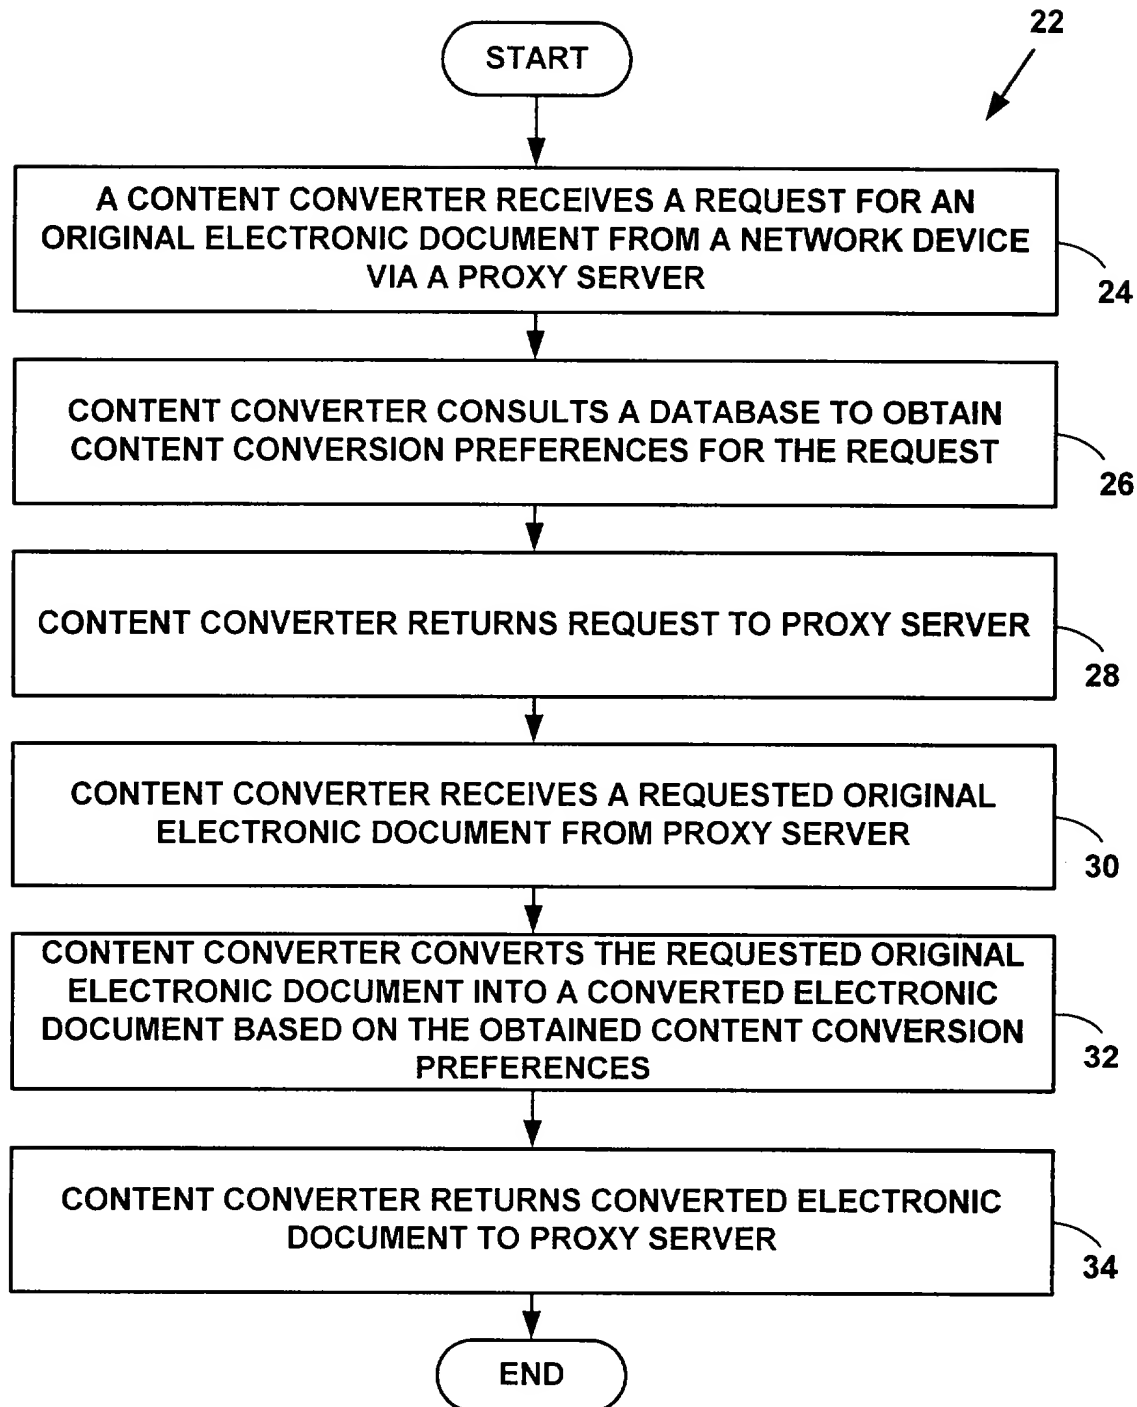 22
START
A CONTENT CONVERTER RECEIVES A REQUEST FOR AN
ORIGINAL ELECTRONIC DOCUMENT FROM A NETWORK DEVICE
VIA A PROXY SERVER
24
CONTENT CONVERTER CONSULTS A DATABASE TO OBTAIN
CONTENT CONVERSION PREFERENCES FOR THE REQUEST
26
CONTENT CONVERTER RETURNS REQUEST TO PROXY SERVER
28
CONTENT CONVERTER RECEIVES A REQUESTED ORIGINAL
ELECTRONIC DOCUMENT FROM PROXY SERVER
30
CONTENT CONVERTER CONVERTS THE REQUESTED ORIGINAL
ELECTRONIC DOCUMENT INTO A CONVERTED ELECTRONIC
DOCUMENT BASED ON THE OBTAINED CONTENT CONVERSION
PREFERENCES
32
CONTENT CONVERTER RETURNS CONVERTED ELECTRONIC
DOCUMENT TO PROXY SERVER
34
END